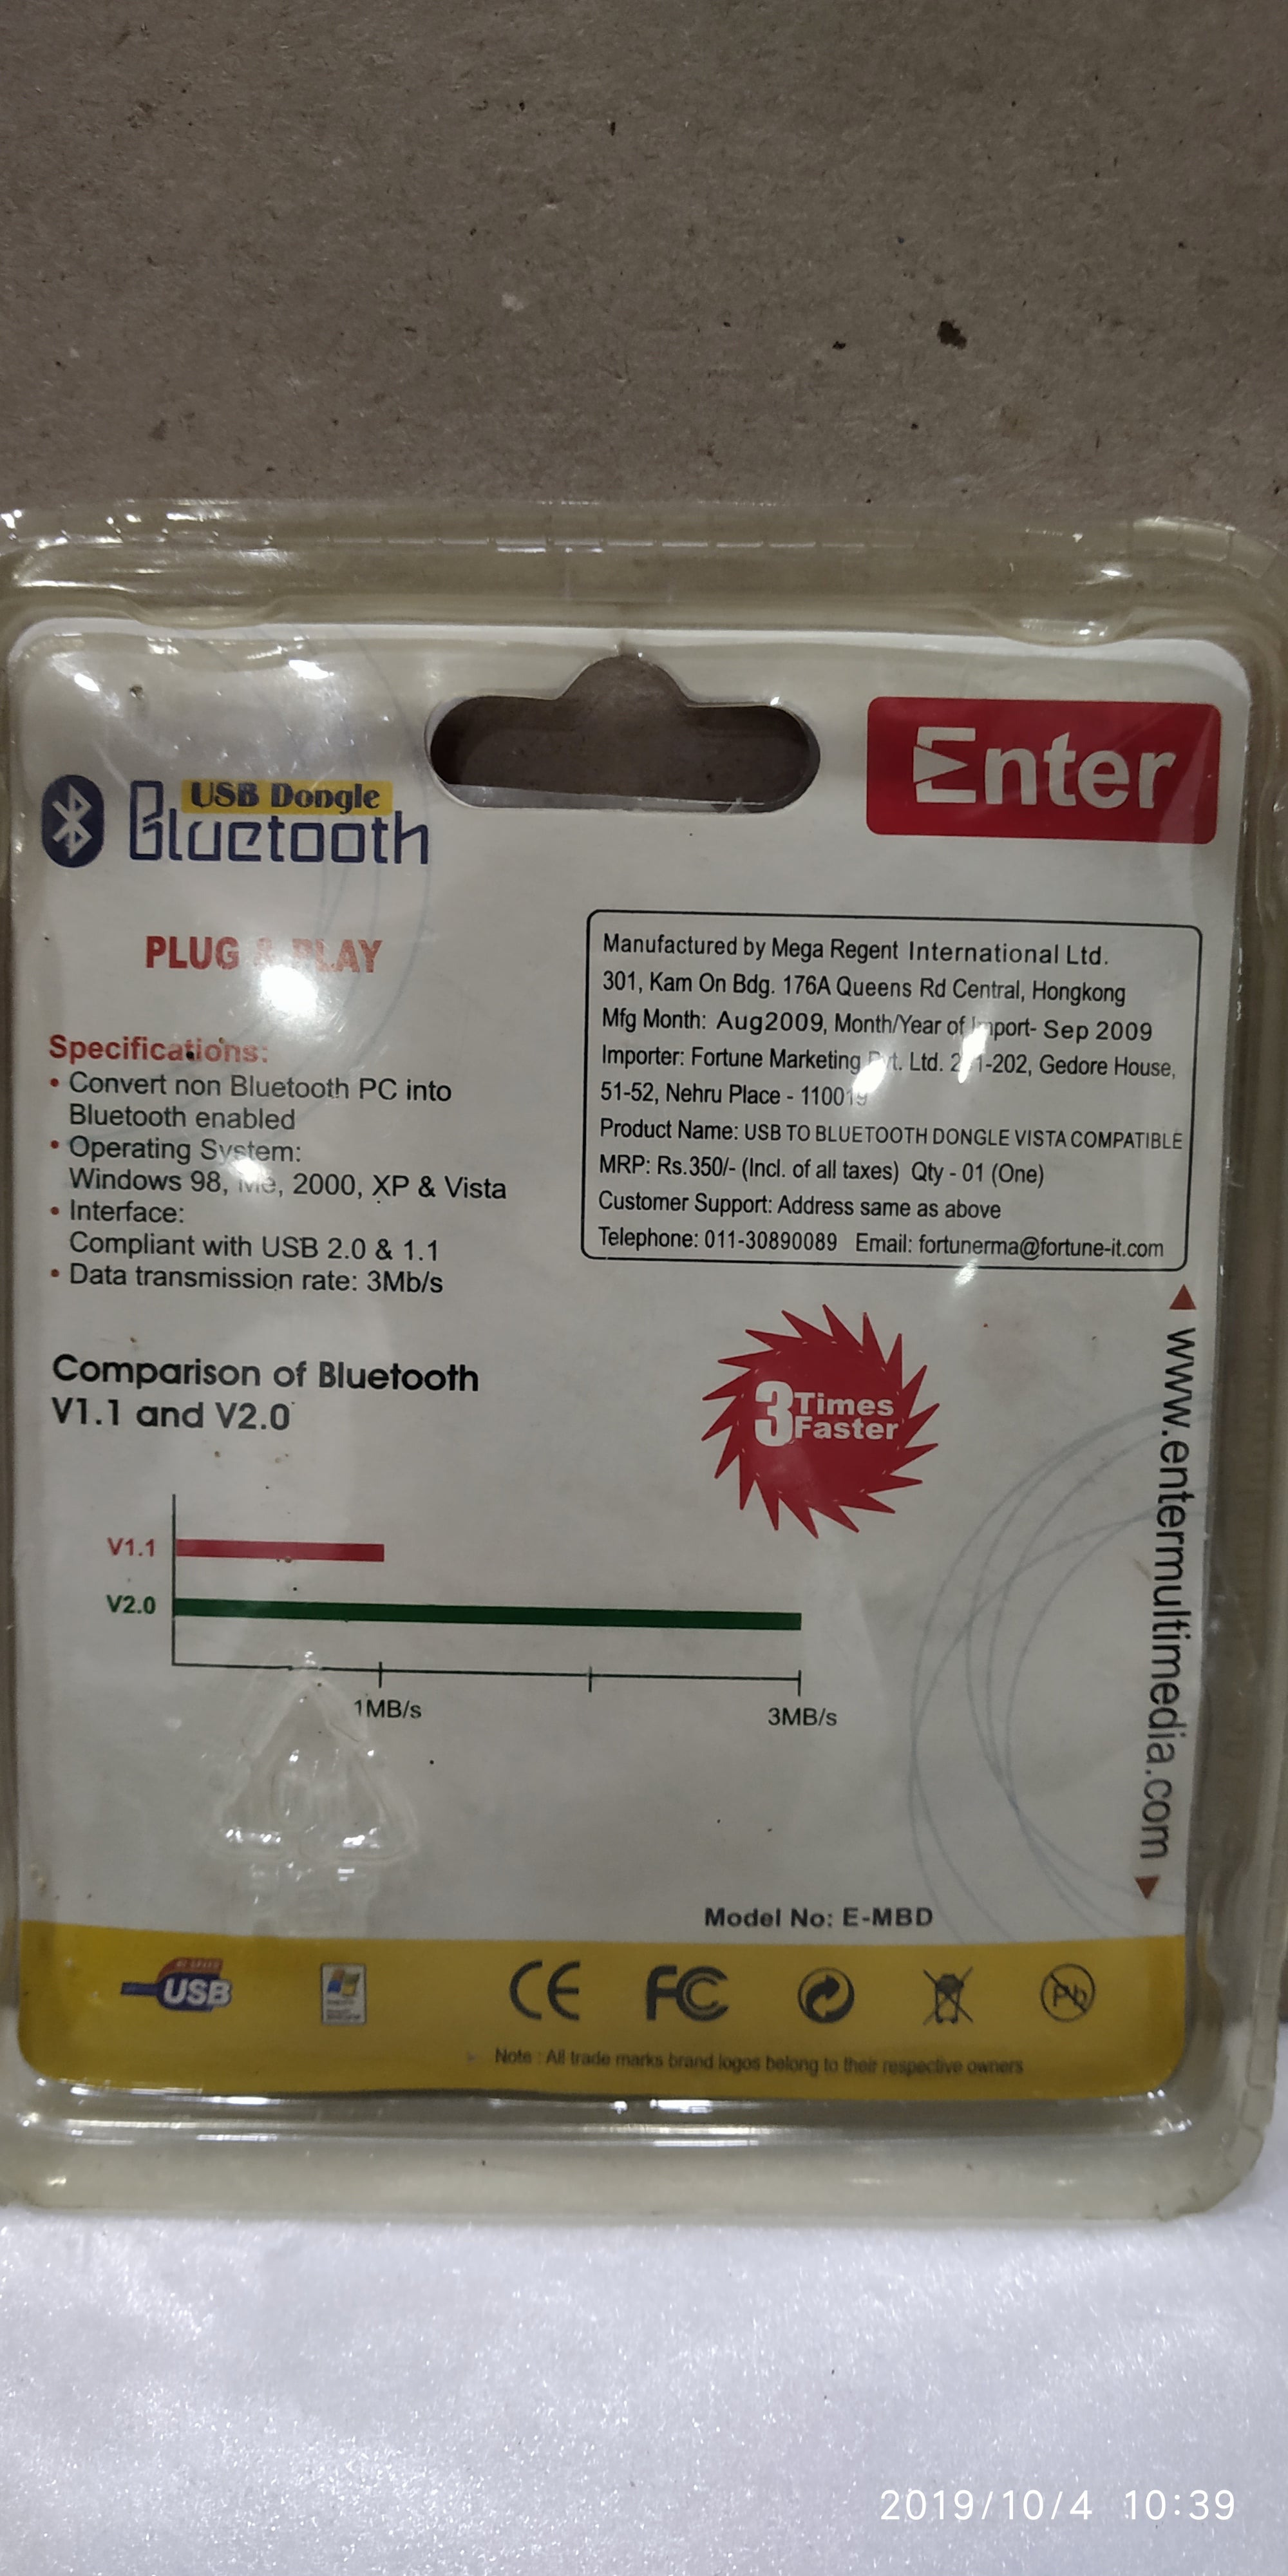 Enter
USB Dongle
Bluetooth
PLUG & PLAY
Specifications:
• Convert non Bluetooth PC into
Bluetooth enabled
• Operating System:
Windows 98, Me, 2000, XP & Vista
• Interface:
Compliant with USB 2.0 & 1.1
• Data transmission rate: 3Mb/s
Manufactured by Mega Regent International Ltd.
301, Kam On Bdg. 176A Queens Rd Central, Hongkong
Mfg Month: Aug2009, Month/Year of Import- Sep 2009
Importer: Fortune Marketing Pvt. Ltd. 201-202, Gedore House,
51-52, Nehru Place - 110019
Product Name: USB TO BLUETOOTH DONGLE VISTA COMPATIBLE
MRP: Rs.350/- (Incl. of all taxes) Qty - 01 (One)
Customer Support: Address same as above
Telephone: 011-30890089 Email: fortunerma@fortune-it.com
Comparison of Bluetooth
V1.1 and V2.0
3 Times
Faster
V1.1
V2.0
1MB/s
3MB/s
www.entermultimedia.com
Model No: E-MBD
USB
CE
FC
Pb
Note : All trade marks brand logos belong to their respective owners
2019/10/4 10:39